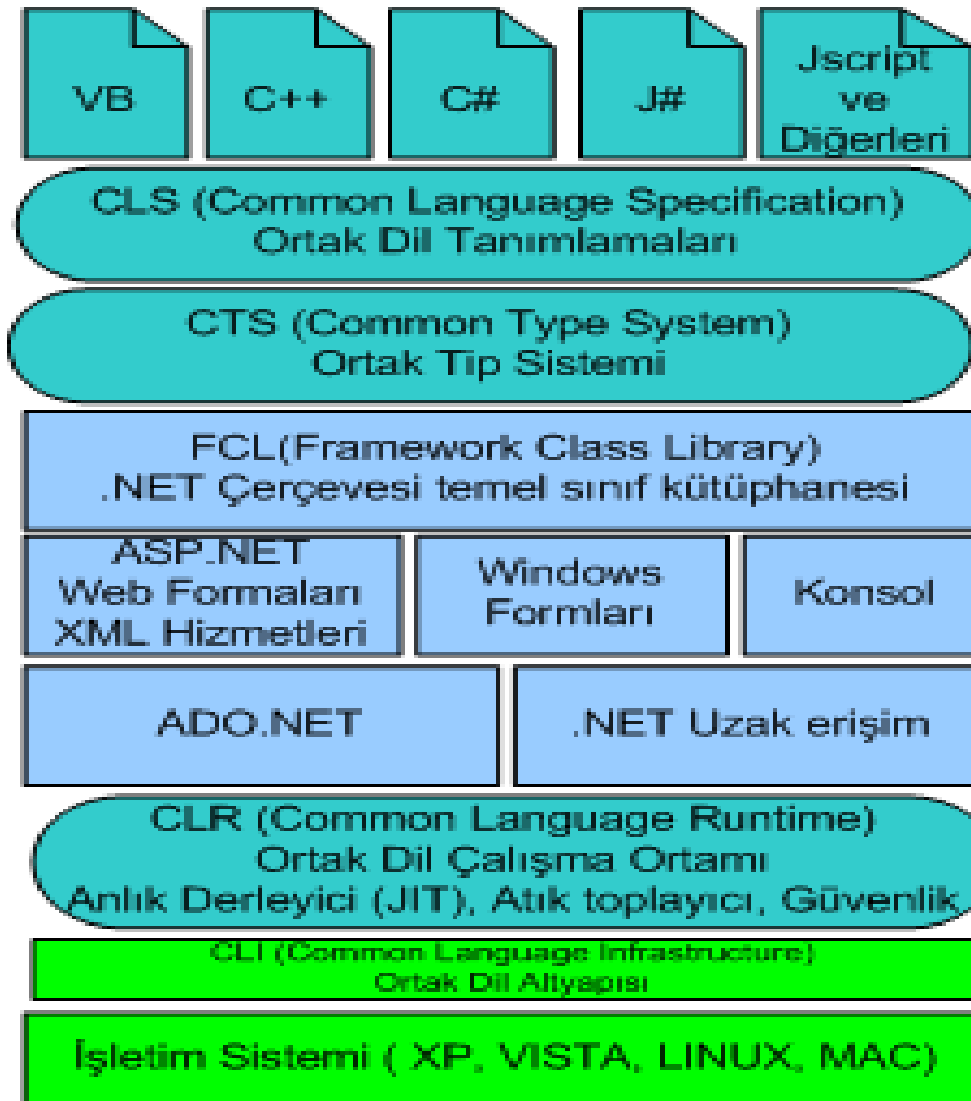 VB
C++
C#
J#
Jscript
ve
Diğerleri
CLS (Common Language Specification)
Ortak Dil Tanımlamaları
CTS (Common Type System)
Ortak Tip Sistemi
FCL(Framework Class Library)
.NET Çerçevesi temel sınıf kütüphanesi
ASP.NET
Web Formaları
XML Hizmetleri
Windows
Formları
Konsol
ADO.NET
.NET Uzak erişim
CLR (Common Language Runtime)
Ortak Dil Çalışma Ortamı
Anlık Derleyici (JIT), Atık toplayıcı, Güvenlik.
CLI (Common Language Infrastructure)
Ortak Dil Altyapısı
İşletim Sistemi ( XP, VISTA, LINUX, MAC)